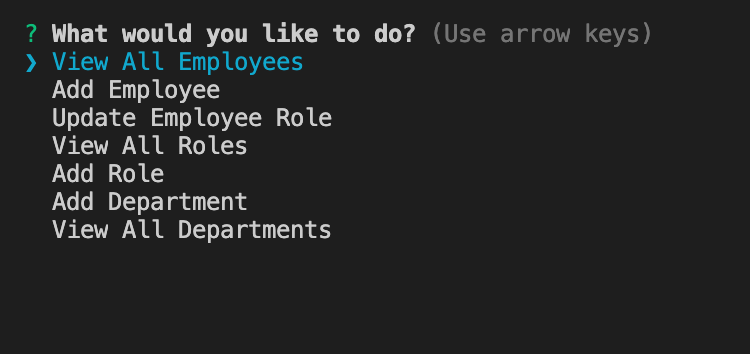 ? What would you like to do? (Use arrow keys)
❯ View All Employees
Add Employee
Update Employee Role
View All Roles
Add Role
Add Department
View All Departments